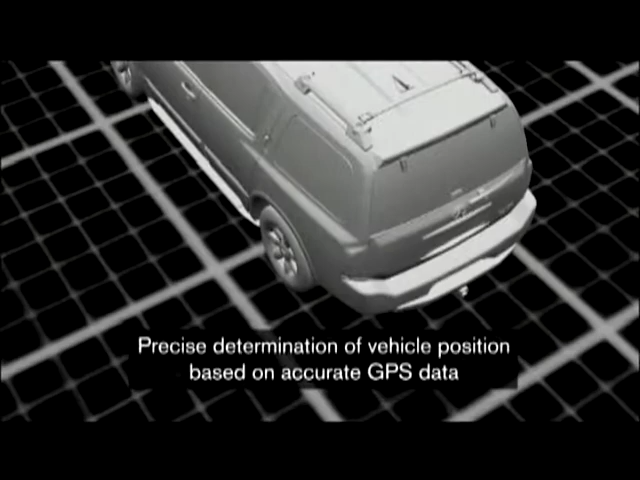 Precise determination of vehicle position
based on accurate GPS data